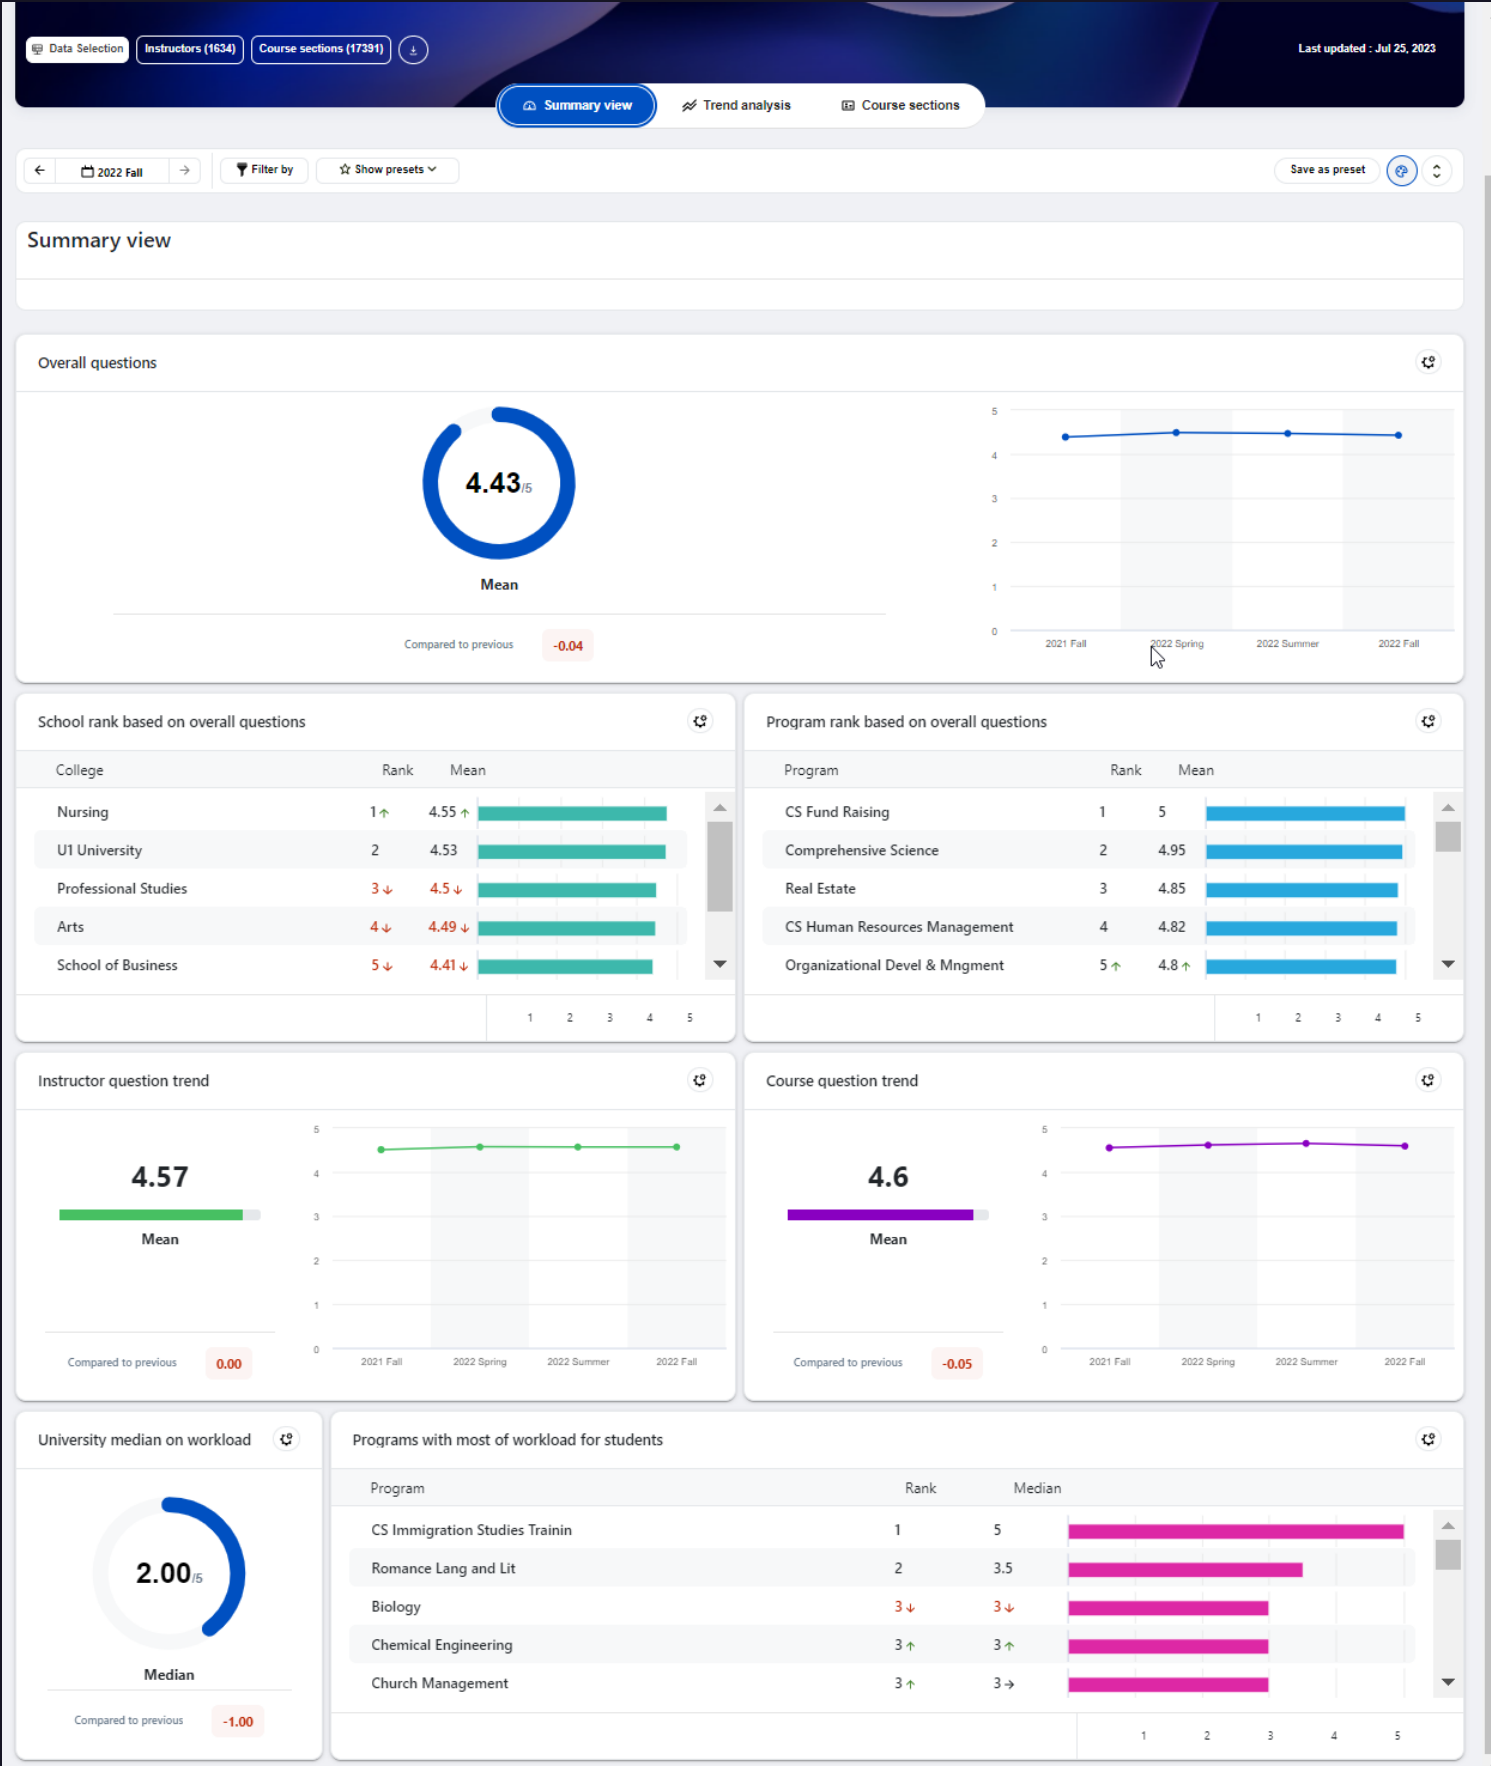 Data Selection Instructors (1634) Course sections (17391) Last updated : Jul 25, 2023
Summary view Trend analysis Course sections
2022 Fall Filter by Show presets Save as preset
Summary view
Overall questions
4.43/5
Mean
Compared to previous -0.04
5
4
3
2
1
0
2021 Fall 2022 Spring 2022 Summer 2022 Fall
School rank based on overall questions
College Rank Mean
Nursing 1 4.55
U1 University 2 4.53
Professional Studies 3 4.5
Arts 4 4.49
School of Business 5 4.41
1 2 3 4 5
Program rank based on overall questions
Program Rank Mean
CS Fund Raising 1 5
Comprehensive Science 2 4.95
Real Estate 3 4.85
CS Human Resources Management 4 4.82
Organizational Devel & Mngment 5 4.8
1 2 3 4 5
Instructor question trend
4.57
Mean
Compared to previous 0.00
5
4
3
2
1
0
2021 Fall 2022 Spring 2022 Summer 2022 Fall
Course question trend
4.6
Mean
Compared to previous -0.05
5
4
3
2
1
0
2021 Fall 2022 Spring 2022 Summer 2022 Fall
University median on workload
2.00/5
Median
Compared to previous -1.00
Programs with most of workload for students
Program Rank Median
CS Immigration Studies Trainin 1 5
Romance Lang and Lit 2 3.5
Biology 3 3
Chemical Engineering 3 3
Church Management 3 3
1 2 3 4 5